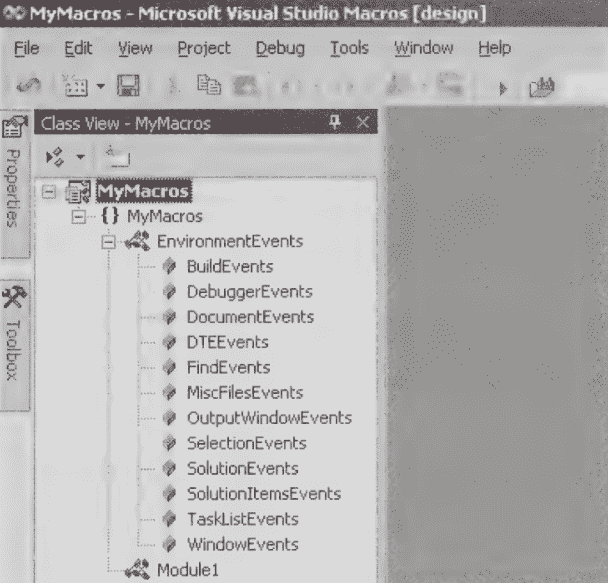 MyMacros - Microsoft Visual Studio Macros [design]
File Edit View Project Debug Tools Window Help
Class View - MyMacros
Properties
Toolbox
MyMacros
{} MyMacros
EnvironmentEvents
BuildEvents
DebuggerEvents
DocumentEvents
DTEEvents
FindEvents
MiscFilesEvents
OutputWindowEvents
SelectionEvents
SolutionEvents
SolutionItemsEvents
TaskListEvents
WindowEvents
Module1